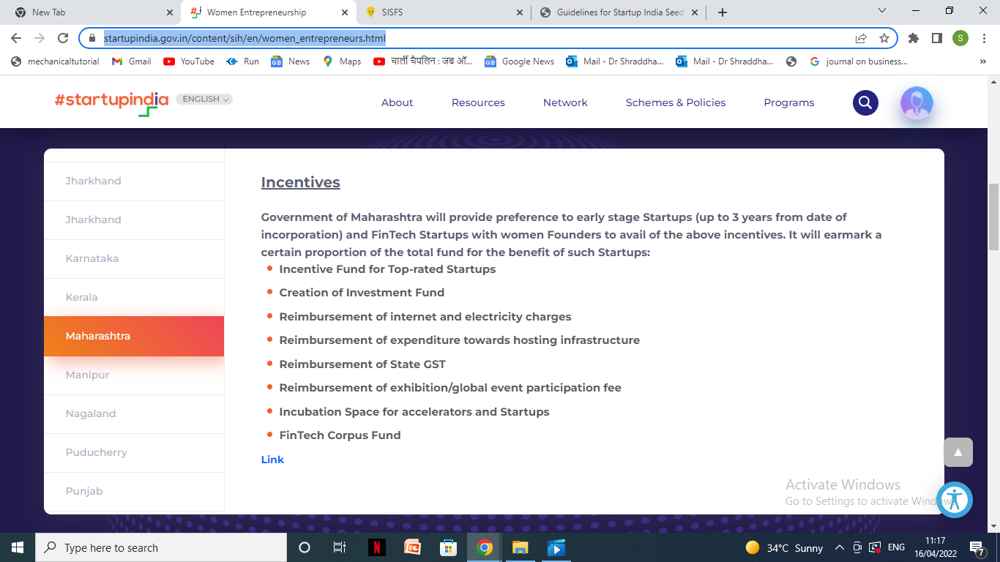 New Tab
Women Entrepreneurship
SISFS
Guidelines for Startup India Seed
startupindia.gov.in/content/sih/en/women_entrepreneurs.html
S
mechanicaltutorial
Gmail
YouTube
Run
News
Maps
चार्ली चैपलिन : जब ऑ...
Google News
Mail - Dr Shraddha...
Mail - Dr Shraddha...
journal on business...
#startupindia
ENGLISH
About
Resources
Network
Schemes & Policies
Programs
Jharkhand
Jharkhand
Karnataka
Kerala
Maharashtra
Manipur
Nagaland
Puducherry
Punjab
Incentives
Government of Maharashtra will provide preference to early stage Startups (up to 3 years from date of
incorporation) and FinTech Startups with women Founders to avail of the above incentives. It will earmark a
certain proportion of the total fund for the benefit of such Startups:
Incentive Fund for Top-rated Startups
Creation of Investment Fund
Reimbursement of internet and electricity charges
Reimbursement of expenditure towards hosting infrastructure
Reimbursement of State GST
Reimbursement of exhibition/global event participation fee
Incubation Space for accelerators and Startups
FinTech Corpus Fund
Link
Activate Windows
Go to Settings to activate Windows
Type here to search
34°C Sunny
ENG
11:17
16/04/2022
7